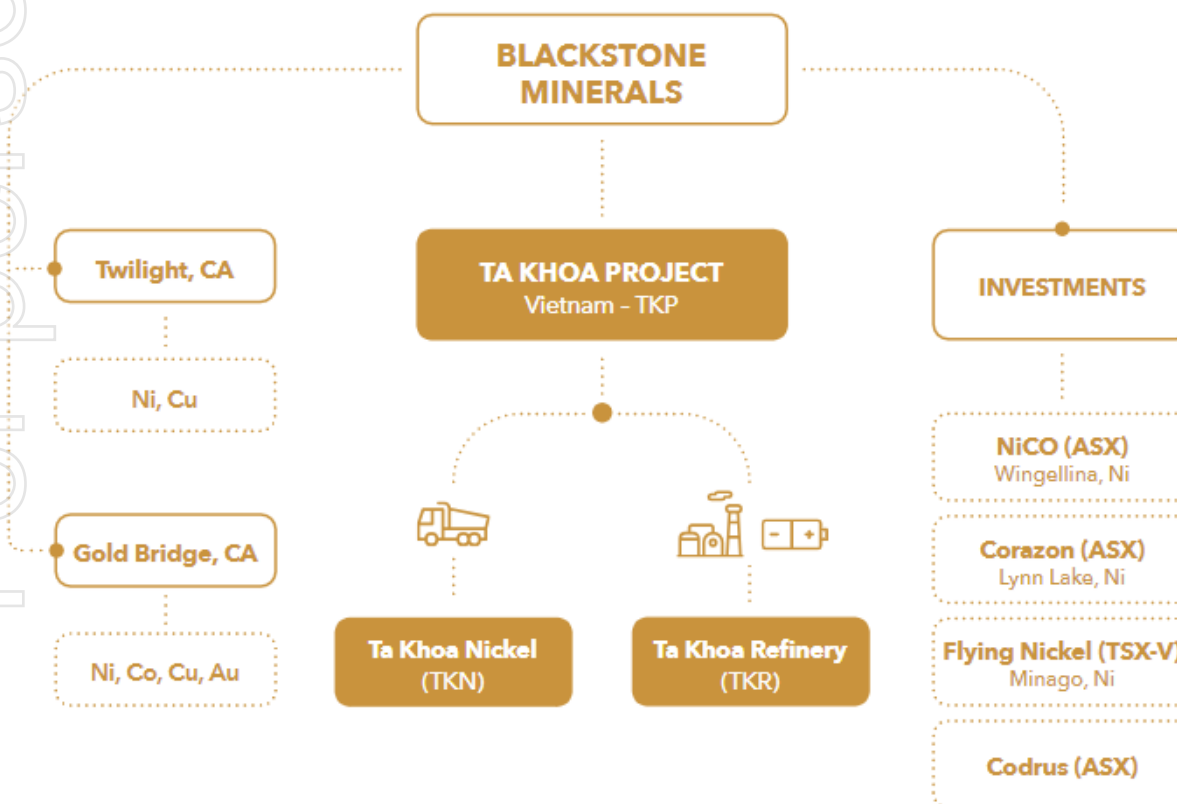 BLACKSTONE
MINERALS
Twilight, CA
Ni, Cu
Gold Bridge, CA
Ni, Co, Cu, Au
TA KHOA PROJECT
Vietnam – TKP
Ta Khoa Nickel
(TKN)
Ta Khoa Refinery
(TKR)
INVESTMENTS
NiCO (ASX)
Wingellina, Ni
Corazon (ASX)
Lynn Lake, Ni
Flying Nickel (TSX-V)
Minago, Ni
Codrus (ASX)